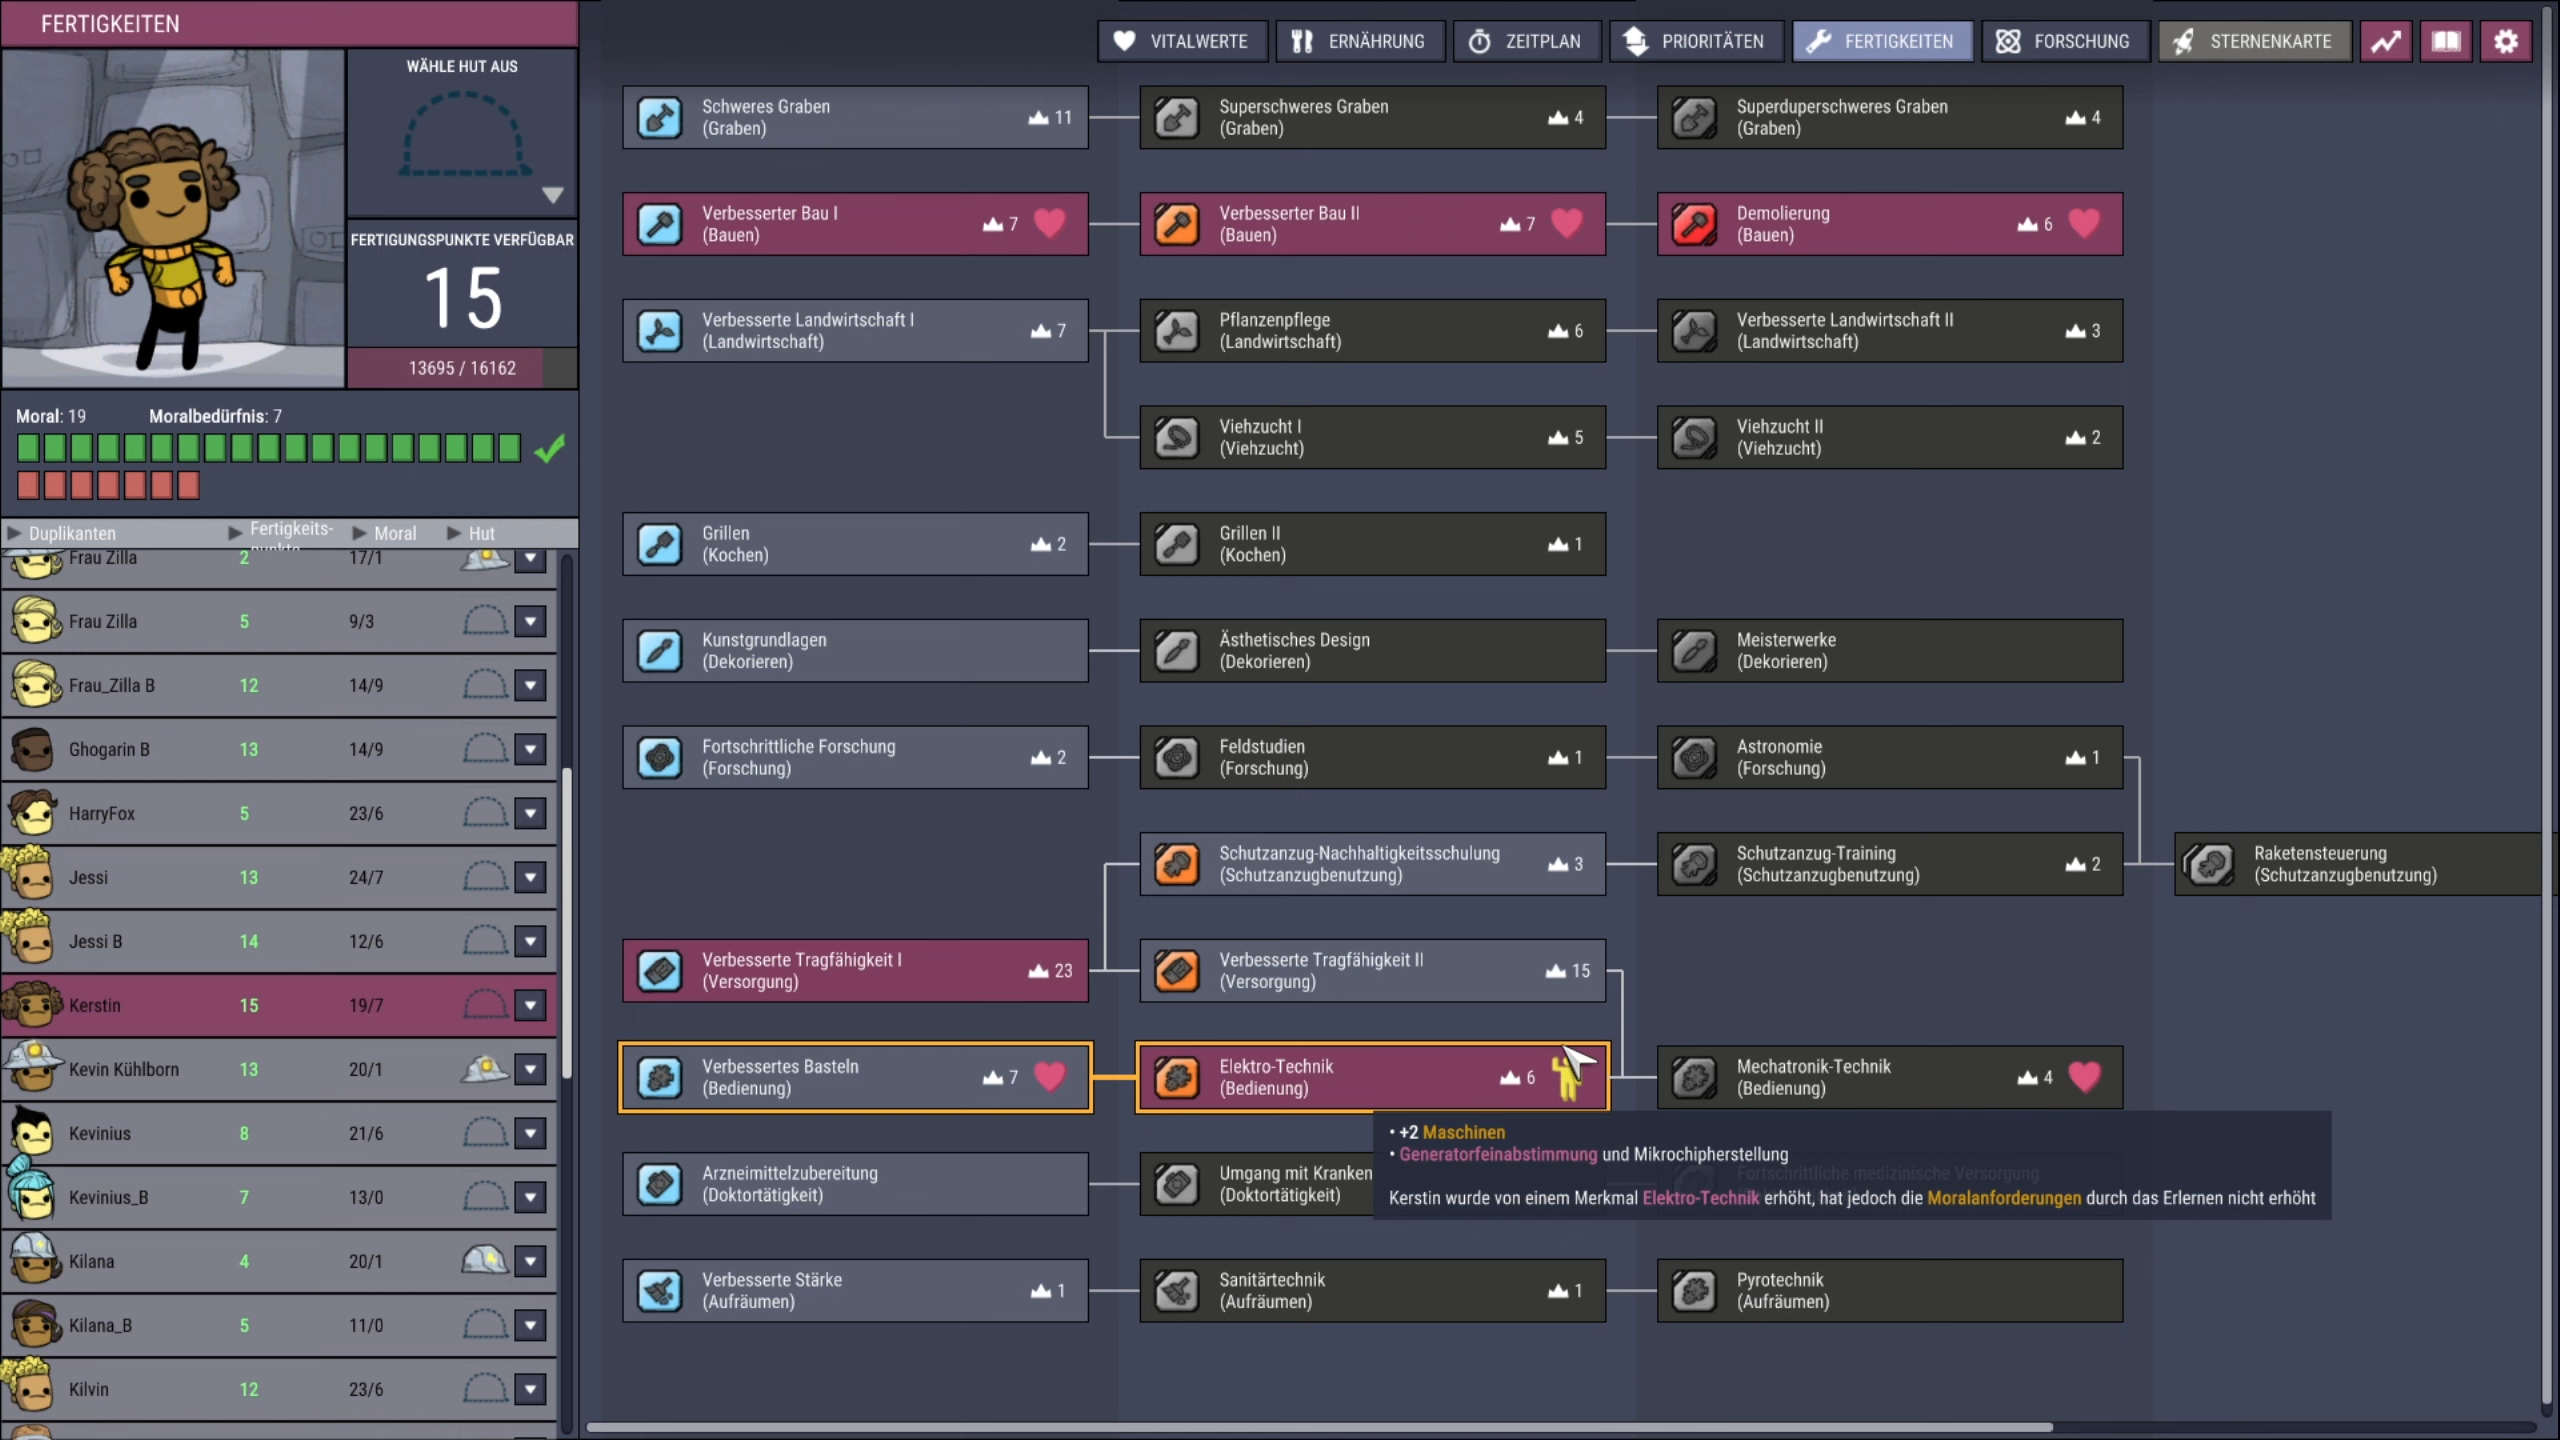 FERTIGKEITEN
VITALWERTE
ERNÄHRUNG
ZEITPLAN
PRIORITÄTEN
FERTIGKEITEN
FORSCHUNG
STERNENKARTE
WÄHLE HUT AUS
FERTIGUNGSPUNKTE VERFÜGBAR
15
13695 / 16162
Moral: 19
Moralbedürfnis: 7
Duplikanten
Fertigkeits-
Moral
Hut
Frau Zilla 2 17/1
Frau Zilla 5 9/3
Frau_Zilla B 12 14/9
Ghogarin B 13 14/9
HarryFox 5 23/6
Jessi 13 24/7
Jessi B 14 12/6
Kerstin 15 19/7
Kevin Kühlborn 13 20/1
Kevinius 8 21/6
Kevinius_B 7 13/0
Kilana 4 20/1
Kilana_B 5 11/0
Kilvin 12 23/6
Schweres Graben
(Graben)
11
Superschweres Graben
(Graben)
4
Superduperschweres Graben
(Graben)
4
Verbesserter Bau I
(Bauen)
7
Verbesserter Bau II
(Bauen)
7
Demolierung
(Bauen)
6
Verbesserte Landwirtschaft I
(Landwirtschaft)
7
Pflanzenpflege
(Landwirtschaft)
6
Verbesserte Landwirtschaft II
(Landwirtschaft)
3
Viehzucht I
(Viehzucht)
5
Viehzucht II
(Viehzucht)
2
Grillen
(Kochen)
2
Grillen II
(Kochen)
1
Kunstgrundlagen
(Dekorieren)
Ästhetisches Design
(Dekorieren)
Meisterwerke
(Dekorieren)
Fortschrittliche Forschung
(Forschung)
2
Feldstudien
(Forschung)
1
Astronomie
(Forschung)
1
Schutzanzug-Nachhaltigkeitsschulung
(Schutzanzugbenutzung)
3
Schutzanzug-Training
(Schutzanzugbenutzung)
2
Raketensteuerung
(Schutzanzugbenutzung)
Verbesserte Tragfähigkeit I
(Versorgung)
23
Verbesserte Tragfähigkeit II
(Versorgung)
15
Verbessertes Basteln
(Bedienung)
7
Elektro-Technik
(Bedienung)
6
Mechatronik-Technik
(Bedienung)
4
• +2 Maschinen
• Generatorfeinabstimmung und Mikrochipherstellung
Kerstin wurde von einem Merkmal Elektro-Technik erhöht, hat jedoch die Moralanforderungen durch das Erlernen nicht erhöht
Arzneimittelzubereitung
(Doktortätigkeit)
Umgang mit Kranken
(Doktortätigkeit)
Fortschrittliche medizinische Versorgung
Verbesserte Stärke
(Aufräumen)
1
Sanitärtechnik
(Aufräumen)
1
Pyrotechnik
(Aufräumen)